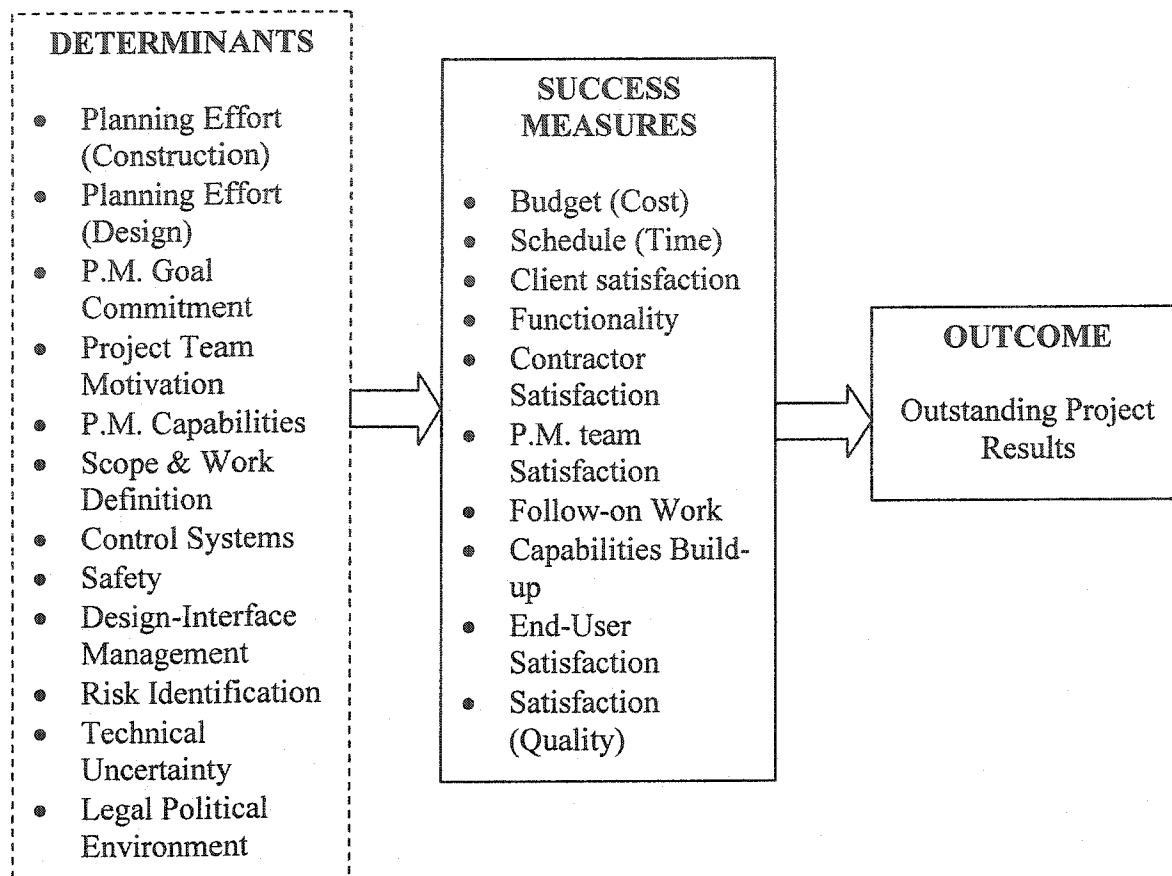 DETERMINANTS
• Planning Effort
(Construction)
• Planning Effort
(Design)
• P.M. Goal
Commitment
• Project Team
Motivation
• P.M. Capabilities
• Scope & Work
Definition
• Control Systems
• Safety
• Design-Interface
Management
• Risk Identification
• Technical
Uncertainty
• Legal Political
Environment
SUCCESS
MEASURES
• Budget (Cost)
• Schedule (Time)
• Client satisfaction
• Functionality
• Contractor
Satisfaction
• P.M. team
Satisfaction
• Follow-on Work
• Capabilities Build-
up
• End-User
Satisfaction
• Satisfaction
(Quality)
OUTCOME
Outstanding Project
Results